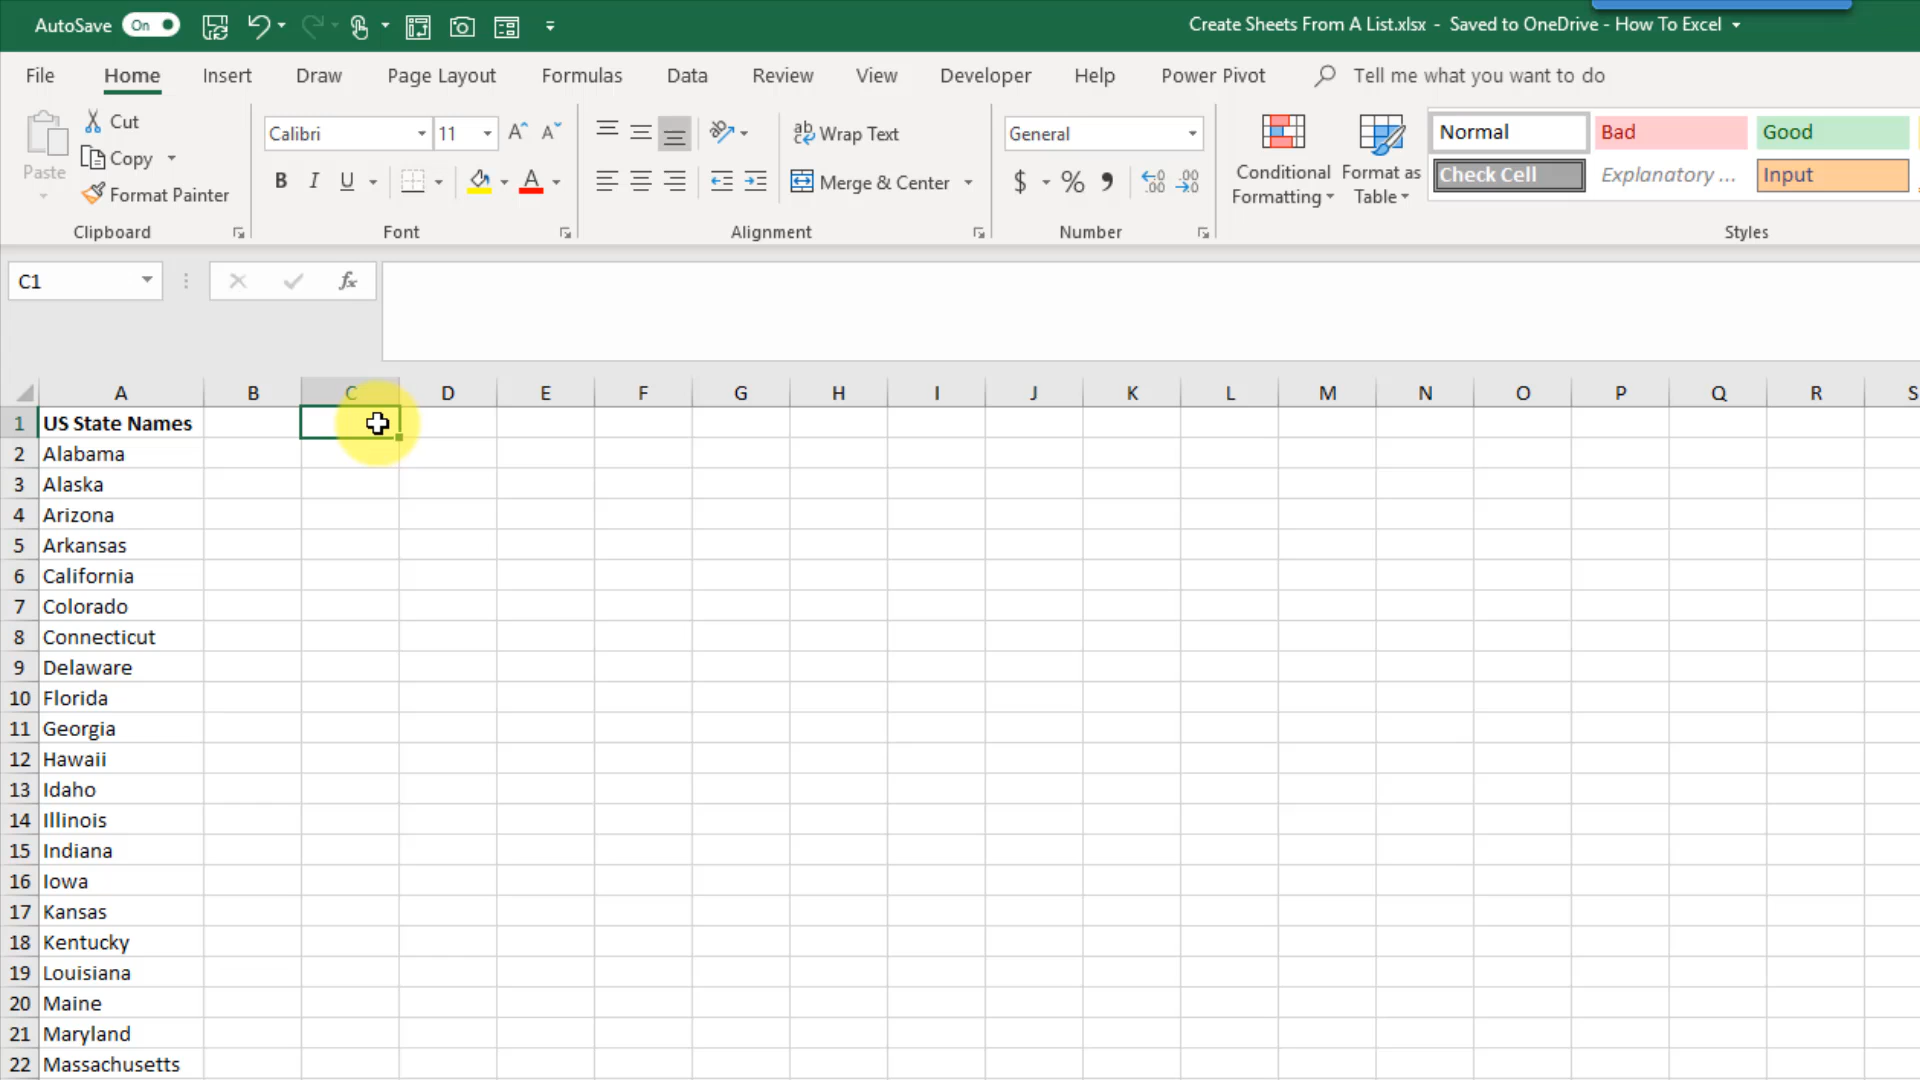 AutoSave On
Create Sheets From A List.xlsx - Saved to OneDrive - How To Excel
File Home Insert Draw Page Layout Formulas Data Review View Developer Help Power Pivot Tell me what you want to do
Paste
Cut
Copy
Format Painter
Clipboard
Calibri 11
A A
B I U A
Font
ab Wrap Text
Merge & Center
Alignment
General
$ % ,
Number
Conditional Formatting
Format as Table
Normal Bad Good
Check Cell Explanatory ... Input
Styles
C1 fx
A B C D E F G H I J K L M N O P Q R S
1 US State Names
2 Alabama
3 Alaska
4 Arizona
5 Arkansas
6 California
7 Colorado
8 Connecticut
9 Delaware
10 Florida
11 Georgia
12 Hawaii
13 Idaho
14 Illinois
15 Indiana
16 Iowa
17 Kansas
18 Kentucky
19 Louisiana
20 Maine
21 Maryland
22 Massachusetts